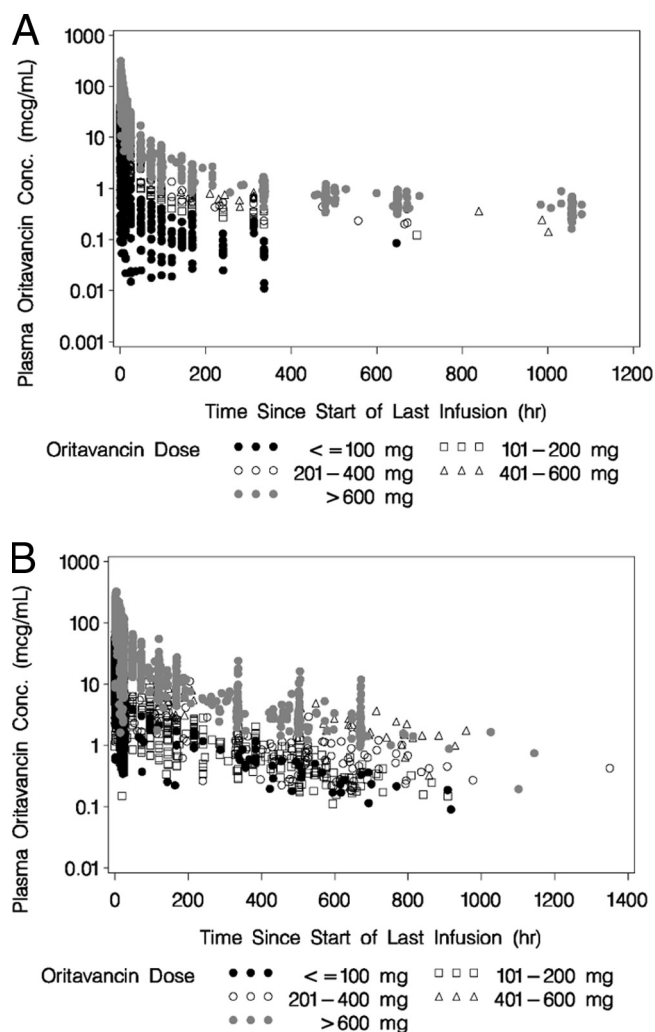 A
Plasma Oritavancin Conc. (mcg/mL)
1000
100
10
1
0.1
0.01
0.001
0 200 400 600 800 1000 1200
Time Since Start of Last Infusion (hr)
Oritavancin Dose <=100 mg 101-200 mg
201-400 mg 401-600 mg
>600 mg
B
Plasma Oritavancin Conc. (mcg/mL)
1000
100
10
1
0.1
0.01
0 200 400 600 800 1000 1200 1400
Time Since Start of Last Infusion (hr)
Oritavancin Dose <=100 mg 101-200 mg
201-400 mg 401-600 mg
>600 mg